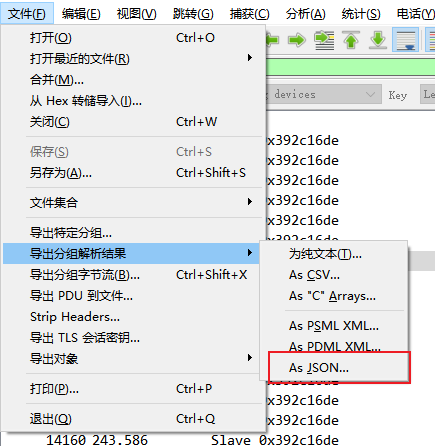 文件(F) 编辑(E) 视图(V) 跳转(G) 捕获(C) 分析(A) 统计(S) 电话(Y)
打开(O) Ctrl+O
打开最近的文件(R)
合并(M)...
从 Hex 转储导入(I)...
关闭(C) Ctrl+W
保存(S) Ctrl+S
另存为(A)... Ctrl+Shift+S
文件集合
导出特定分组...
导出分组解析结果
导出分组字节流(B)... Ctrl+Shift+X
导出 PDU 到文件...
Strip Headers...
导出 TLS 会话密钥...
导出对象
打印(P)... Ctrl+P
退出(Q) Ctrl+Q
为纯文本(T)...
As CSV...
As "C" Arrays...
As PSML XML...
As PDML XML...
As JSON...
devices Key Le
0x392c16de
0x392c16de
0x392c16de
0x392c16de
0x392c16de
0x392c16de
0x392c16de
0x392c16de
14160 243.586 Slave 0x392c16de